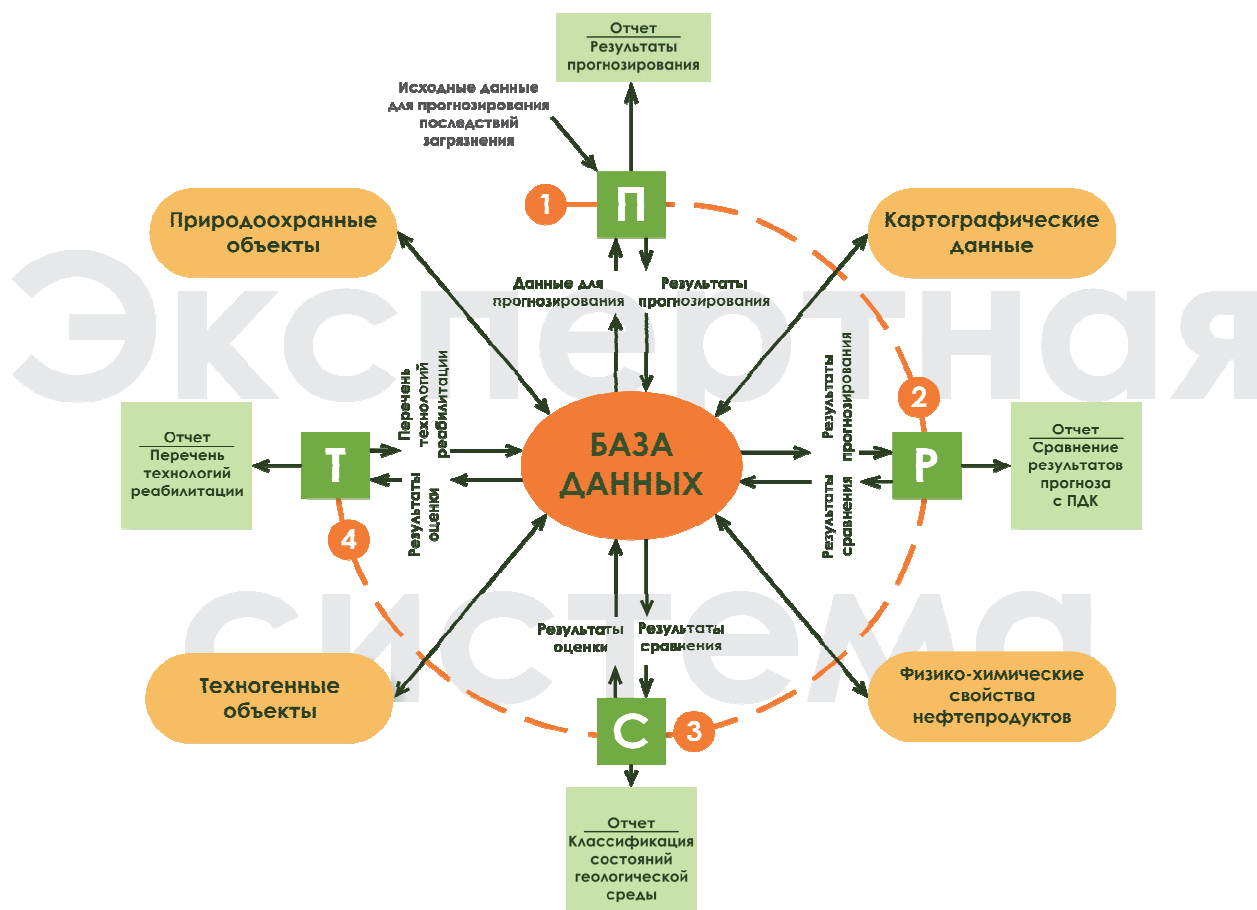 Отчет
Результаты
прогнозирования
Исходные данные
для прогнозирования
последствий
загрязнения
П
1
Природоохранные
объекты
Картографические
данные
Данные для
прогнозирования
Результаты
прогнозирования
Экспертная
система
2
Перечень
технологий
реабилитации
Результаты
прогнозирования
Отчет
Перечень
технологий
реабилитации
Т
БАЗА
ДАННЫХ
Р
Отчет
Сравнение
результатов
прогноза
с ПДК
Результаты
оценки
Результаты
сравнения
4
Результаты
оценки
Результаты
сравнения
Техногенные
объекты
Физико-химические
свойства
нефтепродуктов
С
3
Отчет
Классификация
состояний
геологической
среды